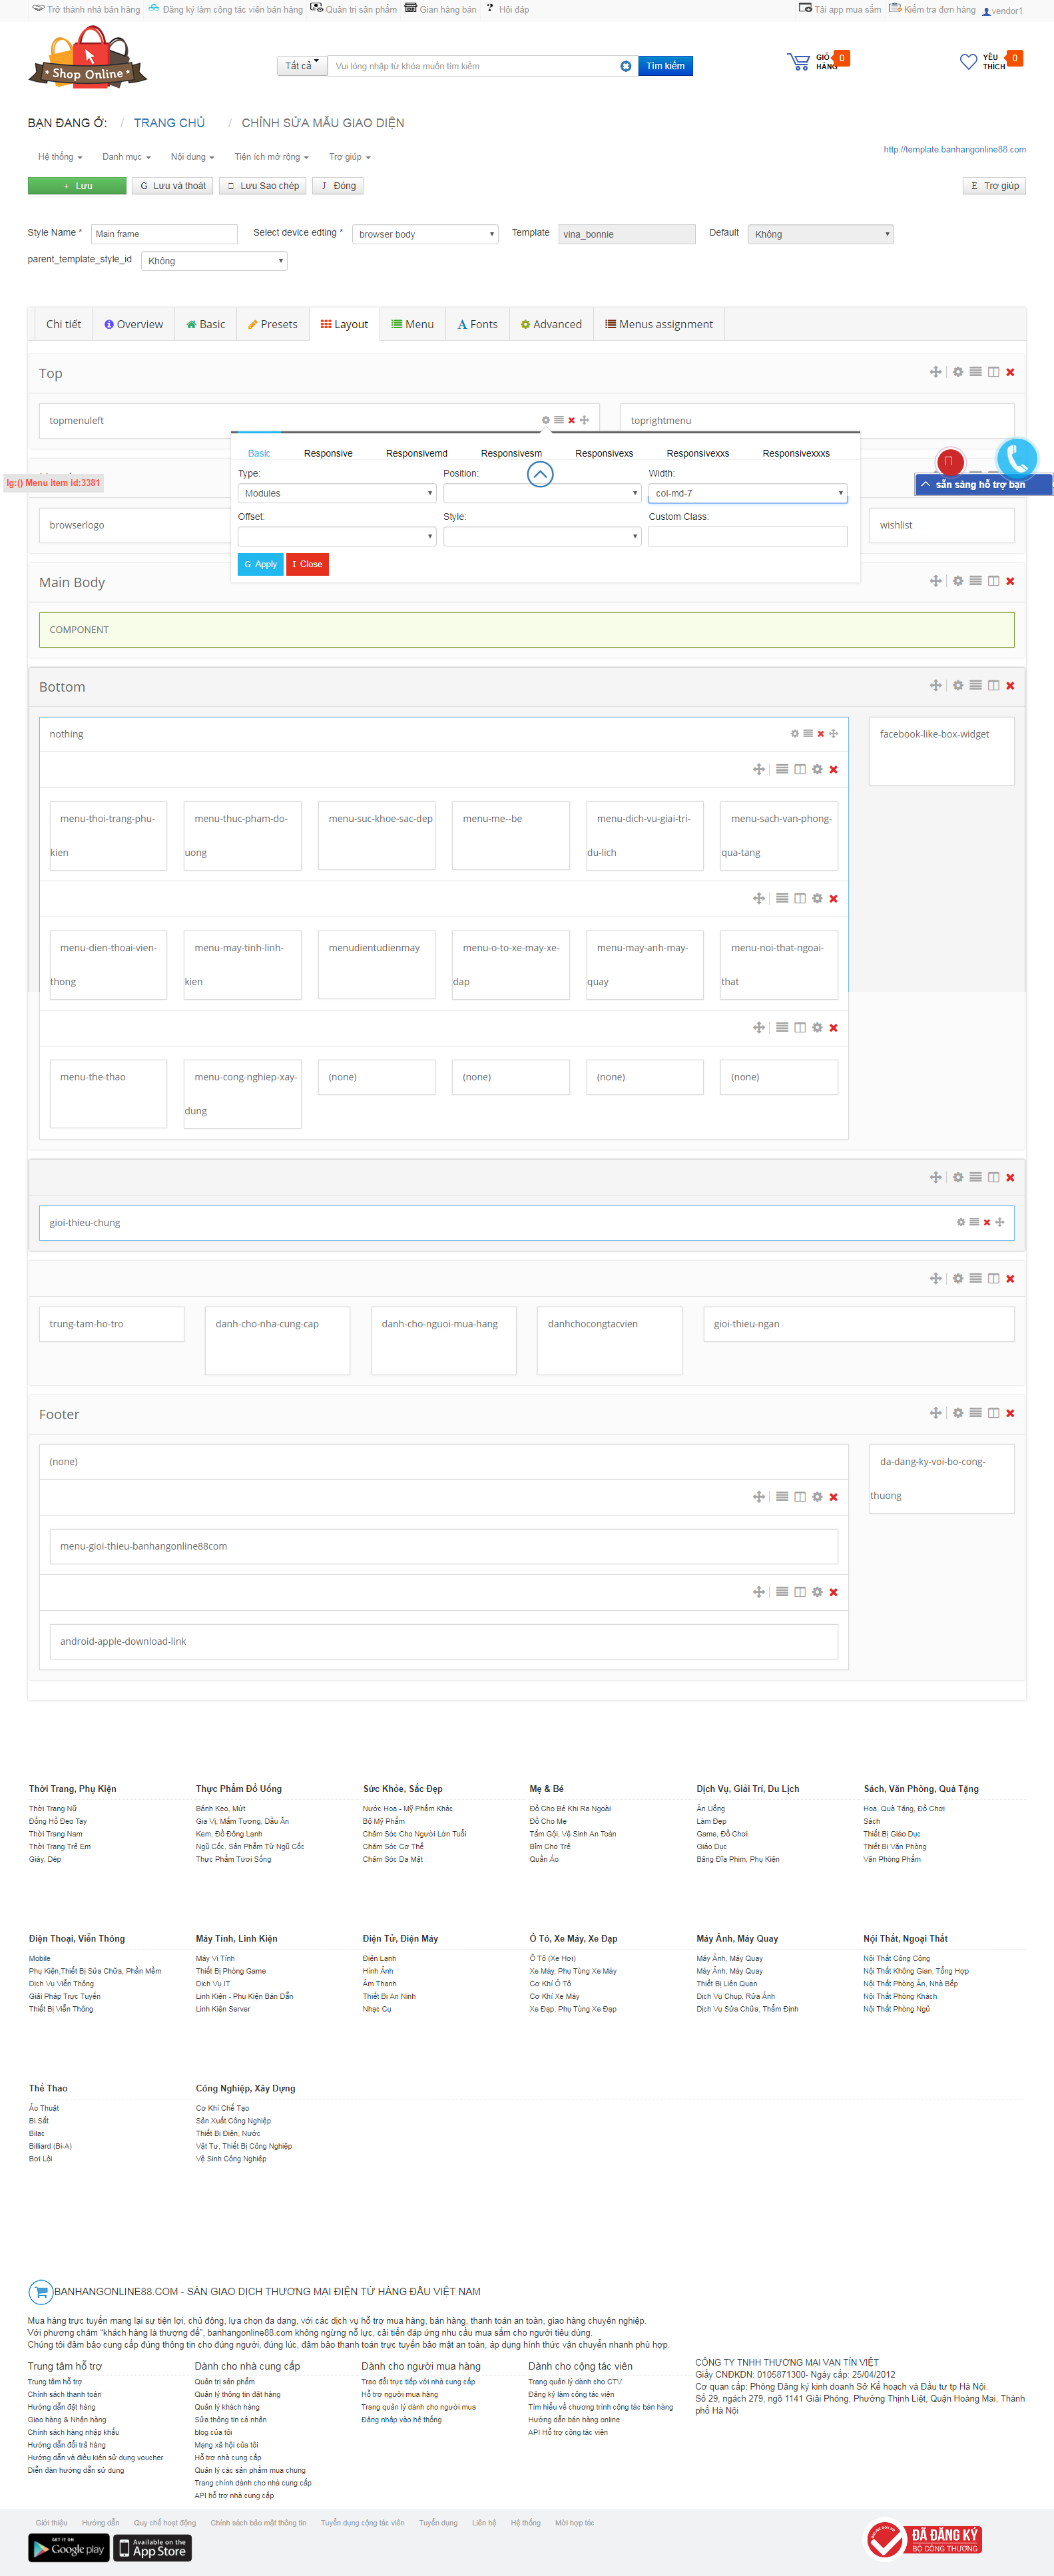 Trở thành nhà bán hàng Đăng ký làm cộng tác viên bán hàng Quản trị sản phẩm Gian hàng bán Hỏi đáp Tải app mua sắm Kiểm tra đơn hàng vendor1
Shop Online
Tất cả Vui lòng nhập từ khóa muốn tìm kiếm Tìm kiếm GIỎ HÀNG 0 YÊU THÍCH 0
BẠN ĐANG Ở: / TRANG CHỦ / CHỈNH SỬA MẪU GIAO DIỆN
http://template.banhangonline88.com
Hệ thống Danh mục Nội dung Tiện ích mở rộng Trợ giúp
+ Lưu G Lưu và thoát Lưu Sao chép J Đóng E Trợ giúp
Style Name * Main frame Select device edting * browser body Template vina_bonnie Default Không
parent_template_style_id Không
Chi tiết Overview Basic Presets Layout Menu Fonts Advanced Menus assignment
Top
topmenuleft toprightmenu
Basic Responsive Responsivemd Responsivesm Responsivexs Responsivexxs Responsivexxxs
Type: Position: Width:
lg:() Menu item id:3381
sẵn sàng hỗ trợ bạn
Modules col-md-7
Offset: Style: Custom Class:
browserlogo wishlist
G Apply I Close
Main Body
COMPONENT
Bottom
nothing facebook-like-box-widget
menu-thoi-trang-phu-kien menu-thuc-pham-do-uong menu-suc-khoe-sac-dep menu-me--be menu-dich-vu-giai-tri-du-lich menu-sach-van-phong-qua-tang
menu-dien-thoai-vien-thong menu-may-tinh-linh-kien menudientudienmay menu-o-to-xe-may-xe-dap menu-may-anh-may-quay menu-noi-that-ngoai-that
menu-the-thao menu-cong-nghiep-xay-dung (none) (none) (none) (none)
gioi-thieu-chung
trung-tam-ho-tro danh-cho-nha-cung-cap danh-cho-nguoi-mua-hang danhchocongtacvien gioi-thieu-ngan
Footer
(none) da-dang-ky-voi-bo-cong-thuong
menu-gioi-thieu-banhangonline88com
android-apple-download-link
Thời Trang, Phụ Kiện Thực Phẩm Đồ Uống Sức Khỏe, Sắc Đẹp Mẹ & Bé Dịch Vụ, Giải Trí, Du Lịch Sách, Văn Phòng, Quà Tặng
Thời Trang Nữ Bánh Kẹo, Mứt Nước Hoa - Mỹ Phẩm Khác Đồ Cho Bé Khi Ra Ngoài Ăn Uống Hoa, Quà Tặng, Đồ Chơi
Đồng Hồ Đeo Tay Gia Vị, Mắm Tương, Dầu Ăn Bộ Mỹ Phẩm Đồ Cho Mẹ Làm Đẹp Sách
Thời Trang Nam Kem, Đồ Đông Lạnh Chăm Sóc Cho Người Lớn Tuổi Tắm Gội, Vệ Sinh An Toàn Game, Đồ Chơi Thiết Bị Giáo Dục
Thời Trang Trẻ Em Ngũ Cốc, Sản Phẩm Từ Ngũ Cốc Chăm Sóc Cơ Thể Bỉm Cho Trẻ Giáo Dục Thiết Bị Văn Phòng
Giày, Dép Thực Phẩm Tươi Sống Chăm Sóc Da Mặt Quần Áo Băng Đĩa Phim, Phụ Kiện Văn Phòng Phẩm
Điện Thoại, Viễn Thông Máy Tính, Linh Kiện Điện Tử, Điện Máy Ô Tô, Xe Máy, Xe Đạp Máy Ảnh, Máy Quay Nội Thất, Ngoại Thất
Mobile Máy Vi Tính Điện Lạnh Ô Tô (Xe Hơi) Máy Ảnh, Máy Quay Nội Thất Công Cộng
Phụ Kiện,Thiết Bị Sửa Chữa, Phần Mềm Thiết Bị Phòng Game Hình Ảnh Xe Máy, Phụ Tùng Xe Máy Máy Ảnh, Máy Quay Nội Thất Không Gian, Tổng Hợp
Dịch Vụ Viễn Thông Dịch Vụ IT Âm Thanh Cơ Khí Ô Tô Thiết Bị Liên Quan Nội Thất Phòng Ăn, Nhà Bếp
Giải Pháp Trực Tuyến Linh Kiện - Phụ Kiện Bán Dẫn Thiết Bị An Ninh Cơ Khí Xe Máy Dịch Vụ Chụp, Rửa Ảnh Nội Thất Phòng Khách
Thiết Bị Viễn Thông Linh Kiện Server Nhạc Cụ Xe Đạp, Phụ Tùng Xe Đạp Dịch Vụ Sửa Chữa, Thẩm Định Nội Thất Phòng Ngủ
Thể Thao Công Nghiệp, Xây Dựng
Ảo Thuật Cơ Khí Chế Tạo
Bi Sắt Sản Xuất Công Nghiệp
Bilac Thiết Bị Điện, Nước
Billiard (Bi-A) Vật Tư, Thiết Bị Công Nghiệp
Bơi Lội Vệ Sinh Công Nghiệp
BANHANGONLINE88.COM - SÀN GIAO DỊCH THƯƠNG MẠI ĐIỆN TỬ HÀNG ĐẦU VIỆT NAM
Mua hàng trực tuyến mang lại sự tiện lợi, chủ động, lựa chọn đa dạng, với các dịch vụ hỗ trợ mua hàng, bán hàng, thanh toán an toàn, giao hàng chuyên nghiệp.
Với phương châm “khách hàng là thượng đế”, banhangonline88.com không ngừng nỗ lực, cải tiến đáp ứng nhu cầu mua sắm cho người tiêu dùng.
Chúng tôi đảm bảo cung cấp đúng thông tin cho đúng người, đúng lúc, đảm bảo thanh toán trực tuyến bảo mật an toàn, áp dụng hình thức vận chuyển nhanh phù hợp.
Trung tâm hỗ trợ Dành cho nhà cung cấp Dành cho người mua hàng Dành cho cộng tác viên
Trung tâm hỗ trợ Quản trị sản phẩm Trao đổi trực tiếp với nhà cung cấp Trang quản lý dành cho CTV
Chính sách thanh toán Quản lý thông tin đặt hàng Hỗ trợ người mua hàng Đăng ký làm cộng tác viên
Hướng dẫn đặt hàng Quản lý khách hàng Trang quản lý dành cho người mua Tìm hiểu về chương trình cộng tác bán hàng
Giao hàng & Nhận hàng Sửa thông tin cá nhân Đăng nhập vào hệ thống Hướng dẫn bán hàng online
Chính sách hàng nhập khẩu blog của tôi API Hỗ trợ cộng tác viên
Hướng dẫn đổi trả hàng Mạng xã hội của tôi
Hướng dẫn và điều kiện sử dụng voucher Hỗ trợ nhà cung cấp
Diễn đàn hướng dẫn sử dụng Quản lý các sản phẩm mua chung
Trang chính dành cho nhà cung cấp
API hỗ trợ nhà cung cấp
CÔNG TY TNHH THƯƠNG MẠI VẠN TÍN VIỆT
Giấy CNĐKDN: 0105871300- Ngày cấp: 25/04/2012
Cơ quan cấp: Phòng Đăng ký kinh doanh Sở Kế hoạch và Đầu tư tp Hà Nội.
Số 29, ngách 279, ngõ 1141 Giải Phóng, Phường Thịnh Liệt, Quận Hoàng Mai, Thành phố Hà Nội
Giới thiệu Hướng dẫn Quy chế hoạt động Chính sách bảo mật thông tin Tuyển dụng cộng tác viên Tuyển dụng Liên hệ Hệ thống Mời hợp tác
GET IT ON Google play Available on the App Store
ĐÃ ĐĂNG KÝ
BỘ CÔNG THƯƠNG